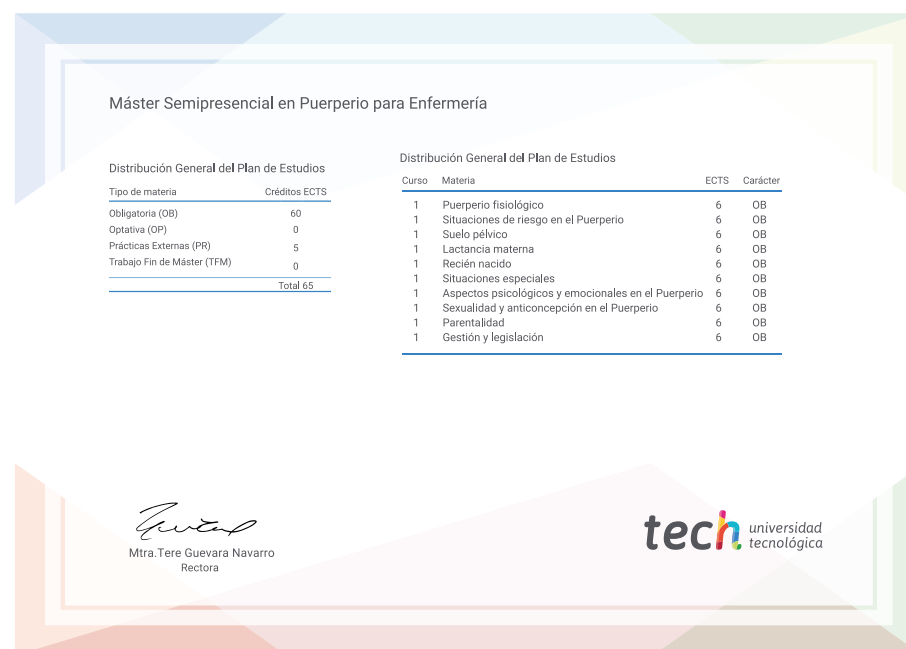 Máster Semipresencial en Puerperio para Enfermería
Distribución General del Plan de Estudios
Tipo de materia Créditos ECTS
Obligatoria (OB) 60
Optativa (OP) 0
Prácticas Externas (PR) 5
Trabajo Fin de Máster (TFM) 0
Total 65
Distribución General del Plan de Estudios
Curso Materia ECTS Carácter
1 Puerperio fisiológico 6 OB
1 Situaciones de riesgo en el Puerperio 6 OB
1 Suelo pélvico 6 OB
1 Lactancia materna 6 OB
1 Recién nacido 6 OB
1 Situaciones especiales 6 OB
1 Aspectos psicológicos y emocionales en el Puerperio 6 OB
1 Sexualidad y anticoncepción en el Puerperio 6 OB
1 Parentalidad 6 OB
1 Gestión y legislación 6 OB
Mtra.Tere Guevara Navarro
Rectora
tech universidad
tecnológica